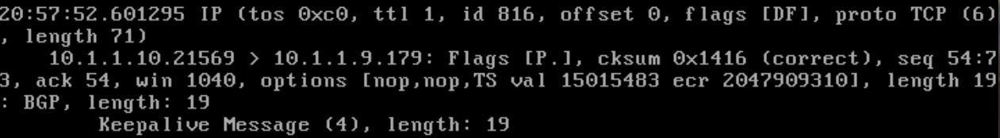 20:57:52.601295 IP (tos 0xc0, ttl 1, id 816, offset 0, flags [DF], proto TCP (6)
, length 71)
    10.1.1.10.21569 > 10.1.1.9.179: Flags [P.], cksum 0x1416 (correct), seq 54:7
3, ack 54, win 1040, options [nop,nop,TS val 15015483 ecr 2047909310], length 19
: BGP, length: 19
        Keepalive Message (4), length: 19